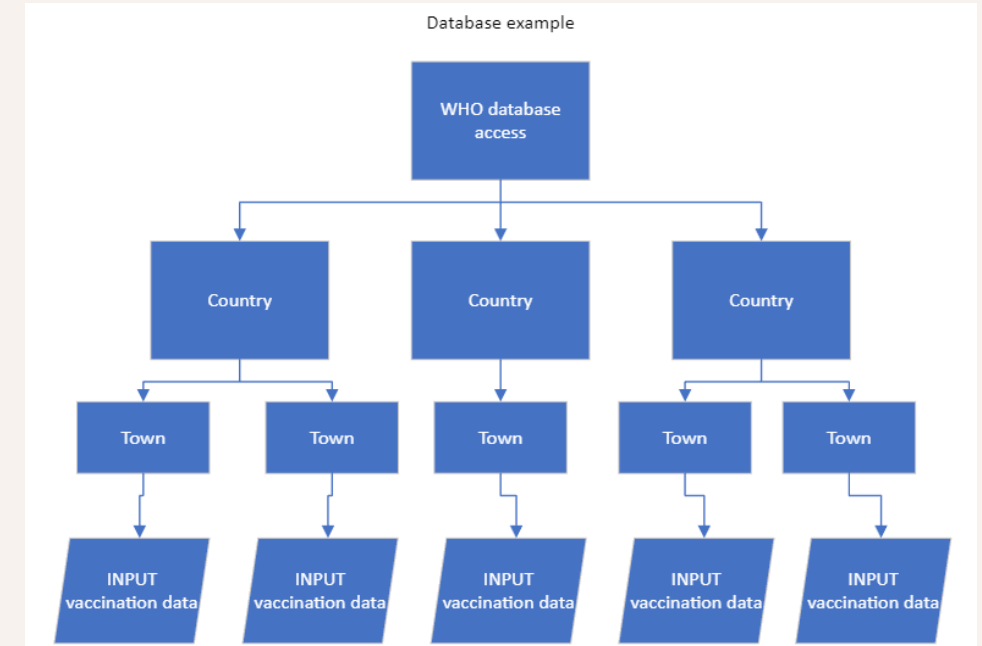 Database example
WHO database
access
Country
Country
Country
Town
Town
Town
Town
Town
INPUT
vaccination data
INPUT
vaccination data
INPUT
vaccination data
INPUT
vaccination data
INPUT
vaccination data